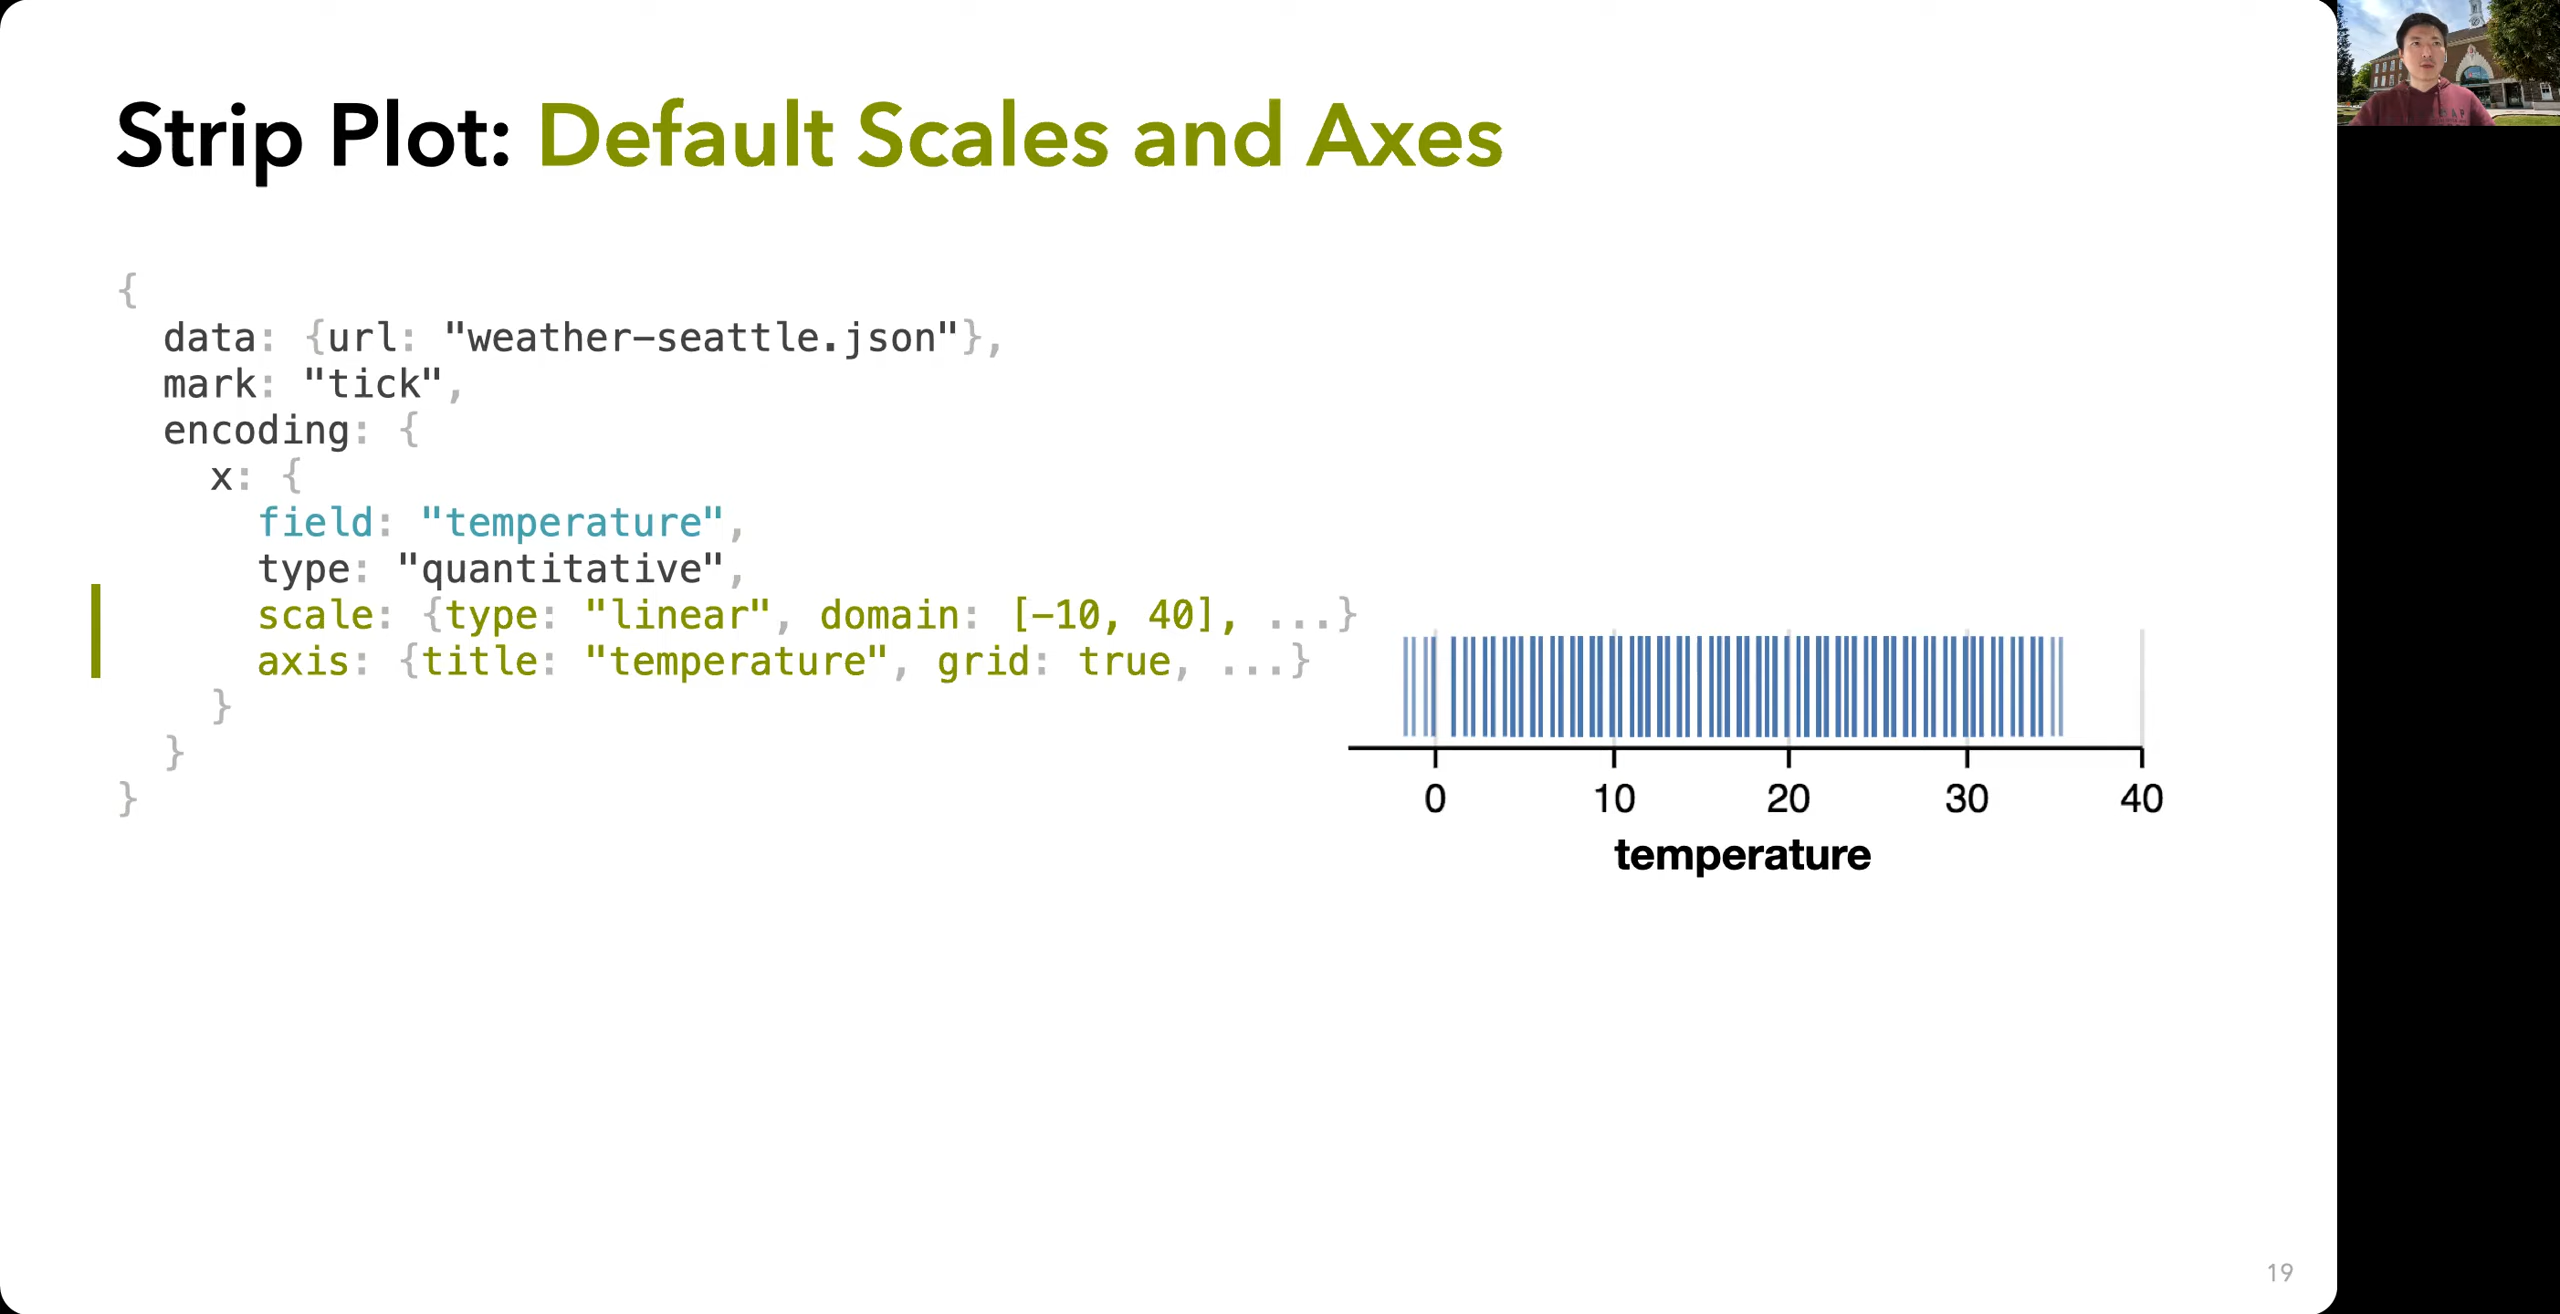 Strip Plot: Default Scales and Axes
{
data: {url: "weather-seattle.json"},
mark: "tick",
encoding: {
x: {
field: "temperature",
type: "quantitative",
scale: {type: "linear", domain: [-10, 40], ...}
axis: {title: "temperature", grid: true, ...}
}
}
}
0 10 20 30 40
temperature
19